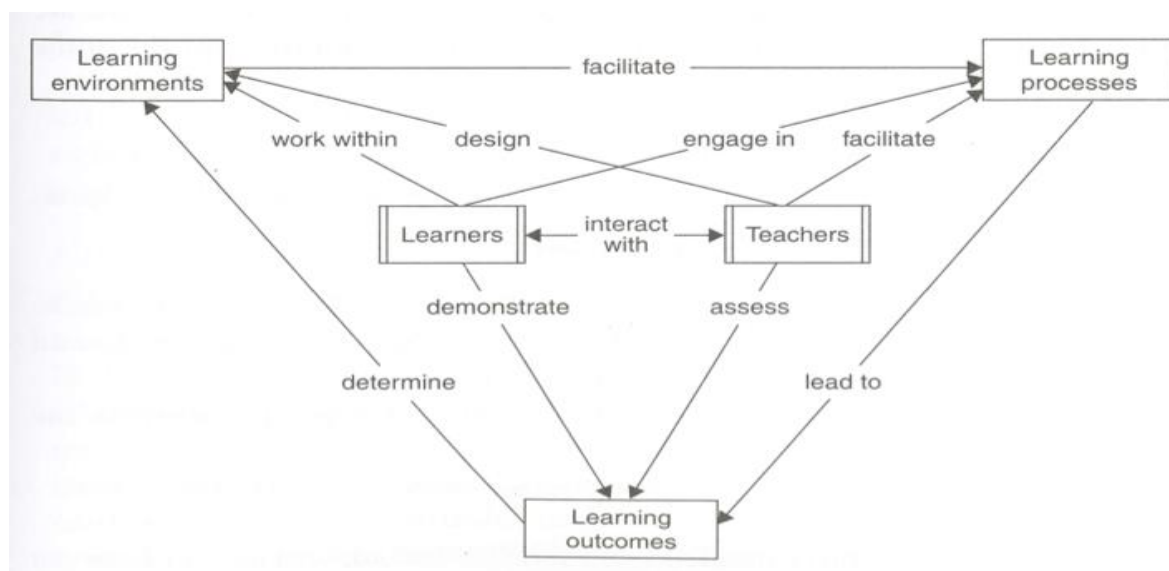 Learning
environments
facilitate
Learning
processes
work within
design
engage in
facilitate
Learners
interact
with
Teachers
demonstrate
assess
determine
lead to
Learning
outcomes